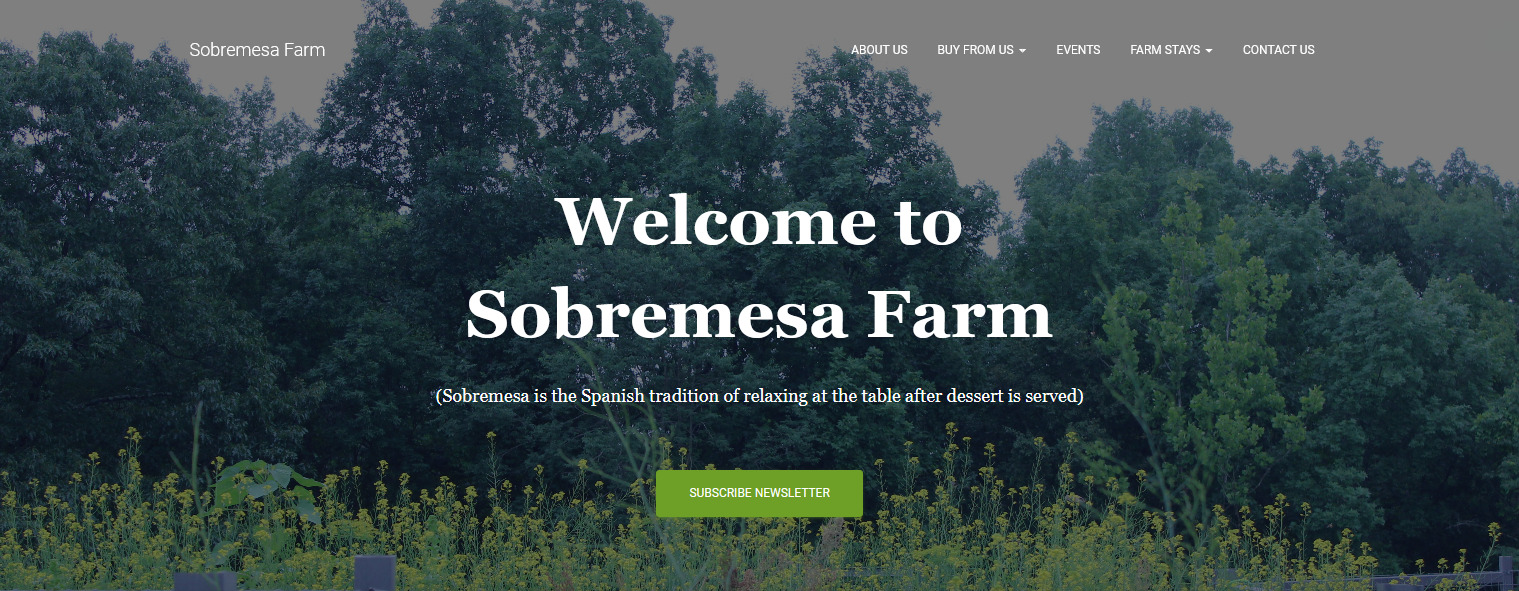 Sobremesa Farm
ABOUT US
BUY FROM US
EVENTS
FARM STAYS
CONTACT US
Welcome to
Sobremesa Farm
(Sobremesa is the Spanish tradition of relaxing at the table after dessert is served)
SUBSCRIBE NEWSLETTER